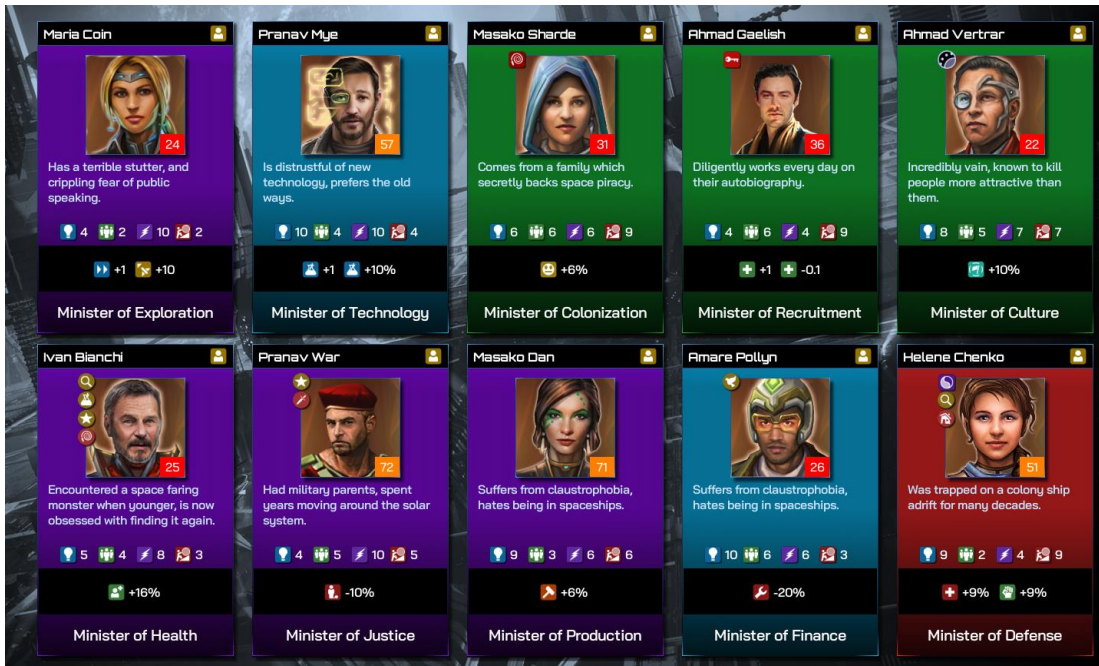 Maria Coin
24
Has a terrible stutter, and
crippling fear of public
speaking.
4 2 10 2
+1 +10
Minister of Exploration
Pranav Mye
57
Is distrustful of new
technology, prefers the old
ways.
10 4 10 4
+1 +10%
Minister of Technology
Masako Sharde
31
Comes from a family which
secretly backs space piracy.
6 6 6 9
+6%
Minister of Colonization
Ahmad Gaelish
36
Diligently works every day on
their autobiography.
4 6 4 9
+1 -0.1
Minister of Recruitment
Ahmad Vertrar
22
Incredibly vain, known to kill
people more attractive than
them.
8 5 7 7
+10%
Minister of Culture
Ivan Bianchi
25
Encountered a space faring
monster when younger, is now
obsessed with finding it again.
5 4 8 3
+16%
Minister of Health
Pranav War
72
Had military parents, spent
years moving around the solar
system.
4 5 10 5
-10%
Minister of Justice
Masako Dan
71
Suffers from claustrophobia,
hates being in spaceships.
9 3 6 6
+6%
Minister of Production
Amare Pollyn
26
Suffers from claustrophobia,
hates being in spaceships.
10 6 6 3
-20%
Minister of Finance
Helene Chenko
51
Was trapped on a colony ship
adrift for many decades.
9 2 4 9
+9% +9%
Minister of Defense